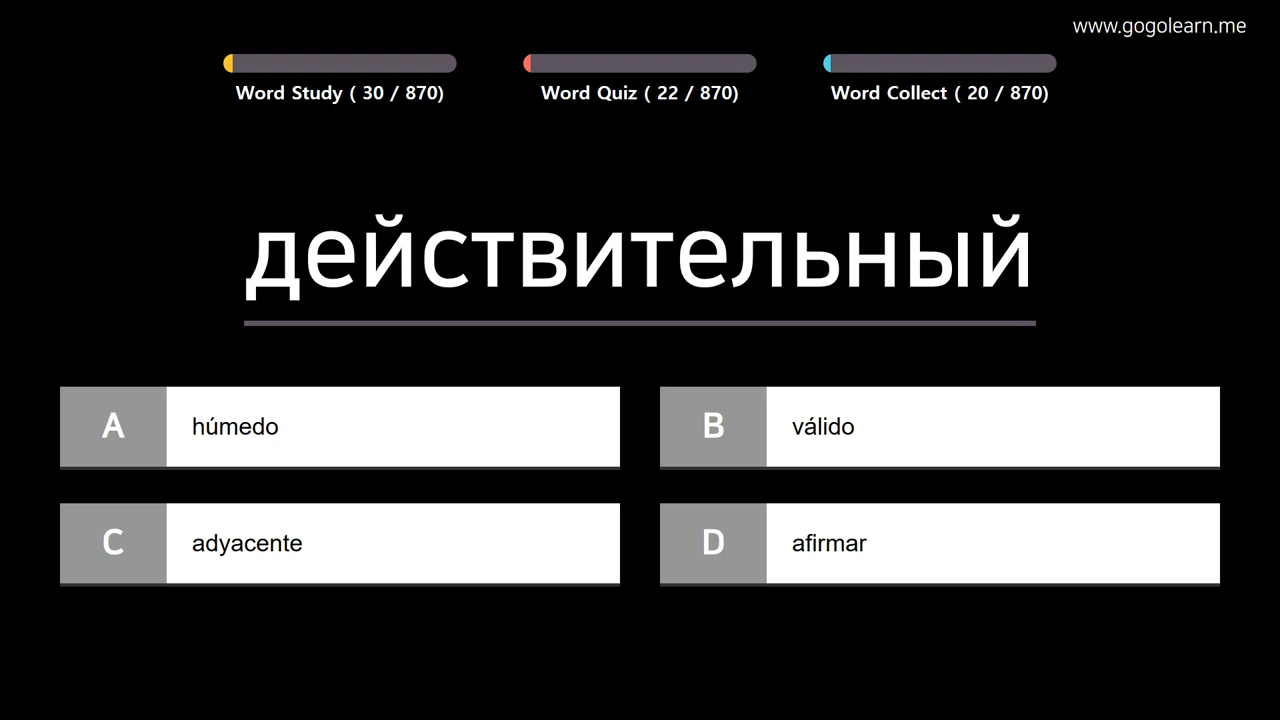 www.gogolearn.me
Word Study ( 30 / 870)
Word Quiz ( 22 / 870)
Word Collect ( 20 / 870)
действительный
A
húmedo
B
válido
C
adyacente
D
afirmar